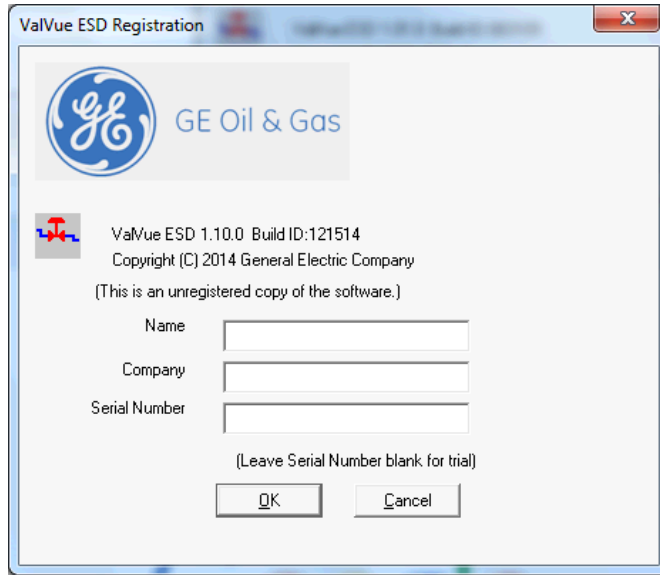 ValVue ESD Registration
GE Oil & Gas
ValVue ESD 1.10.0 Build ID:121514
Copyright (C) 2014 General Electric Company
(This is an unregistered copy of the software.)
Name
Company
Serial Number
(Leave Serial Number blank for trial)
OK
Cancel